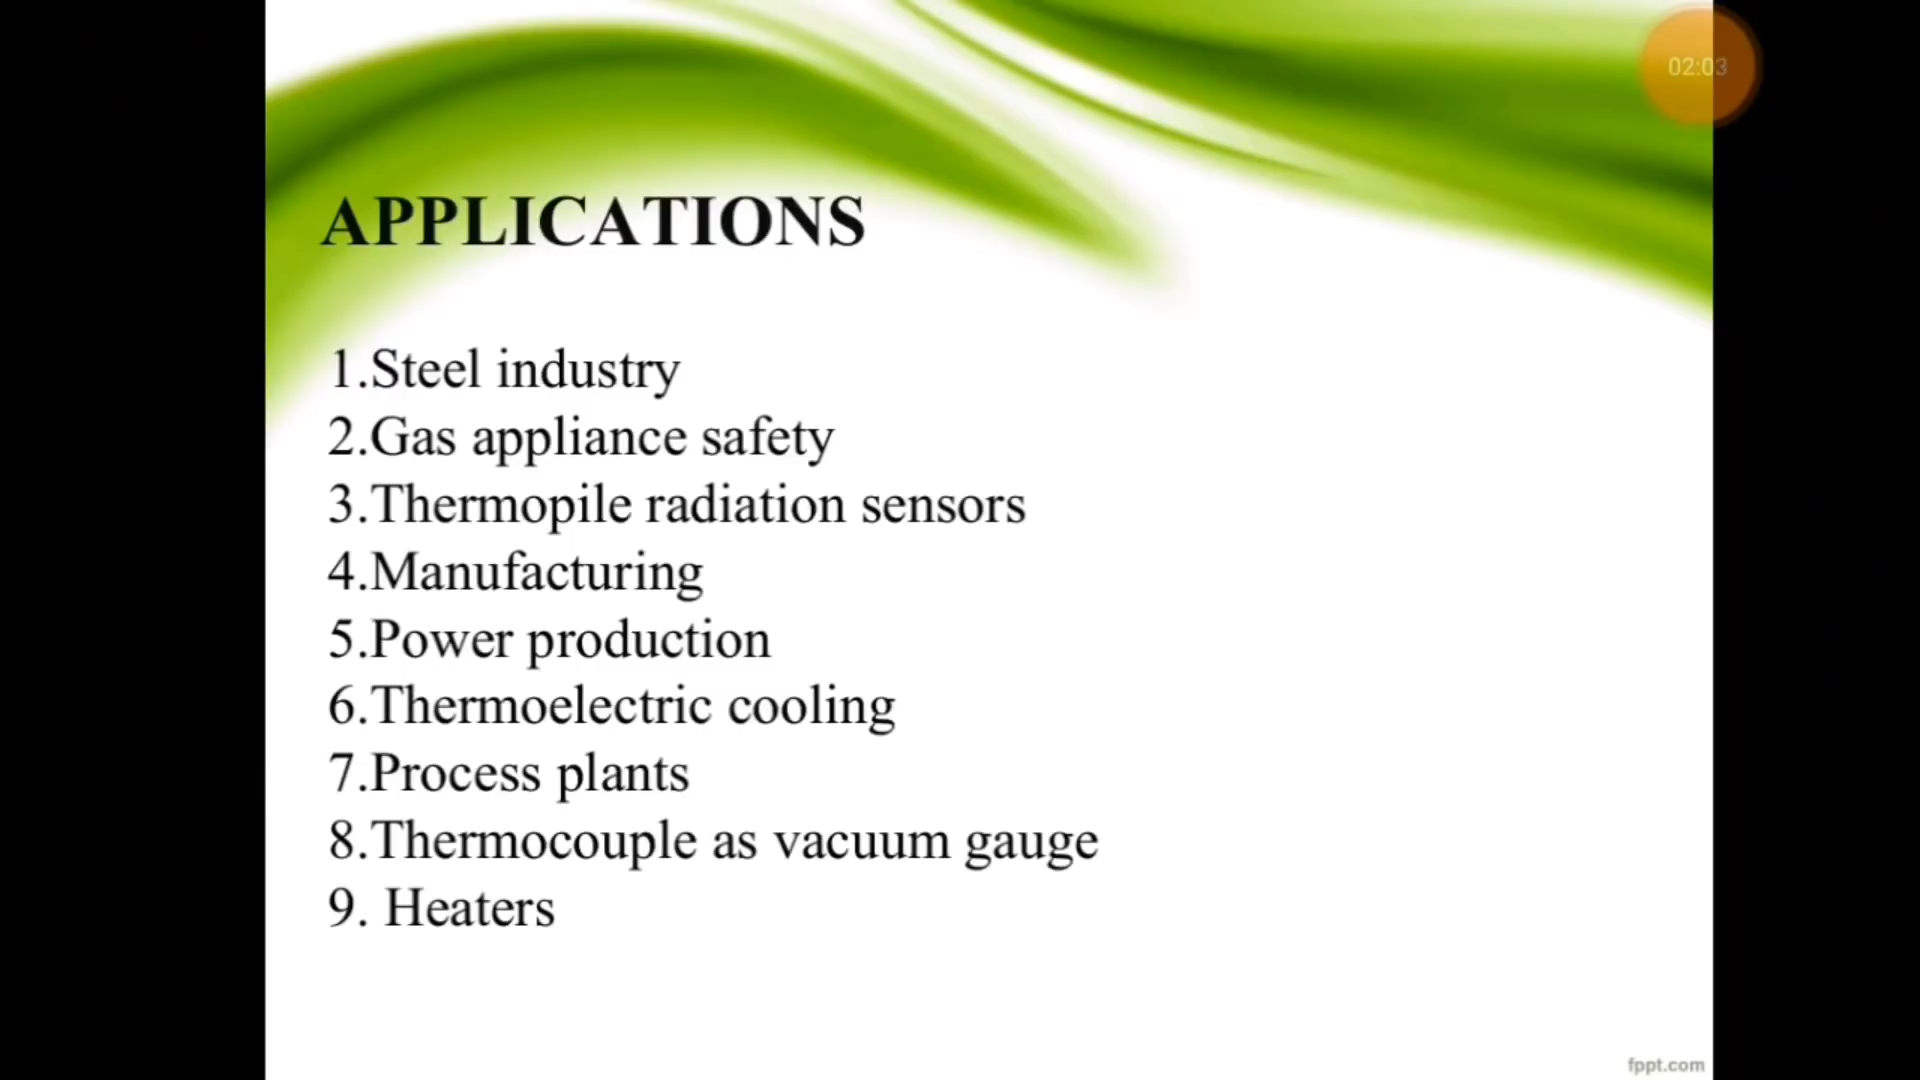 02:03
APPLICATIONS
1.Steel industry
2.Gas appliance safety
3.Thermopile radiation sensors
4.Manufacturing
5.Power production
6.Thermoelectric cooling
7.Process plants
8.Thermocouple as vacuum gauge
9. Heaters
fppt.com